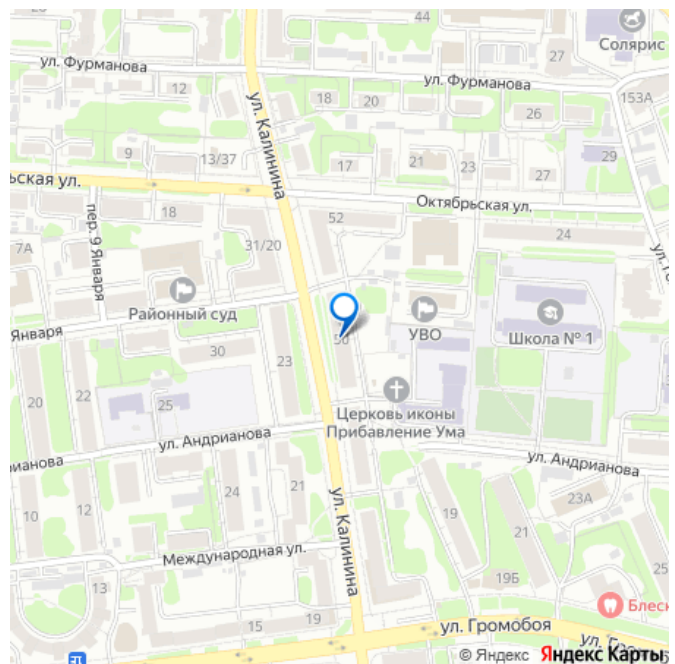 Солярис
ул. Фурманова
ул. Фурманова
27
12
18
20
153А
26
ул. Калинина
9
13/37
17
21
23
27
29
ьская ул.
Октябрьская ул.
18
52
24
пер. 9 Января
31/20
7А
Районный суд
УВО
Школа № 1
Января
30
50
23
20
22
25
Церковь иконы
Прибавление Ума
ул. Андрианова
рианова
ул. Андрианова
10
12
24
21
ул. Калинина
19
23А
21
Международная ул.
25
13
19Б
Блеск
15
19
ул. Громобоя
© Яндекс Яндекс Карты